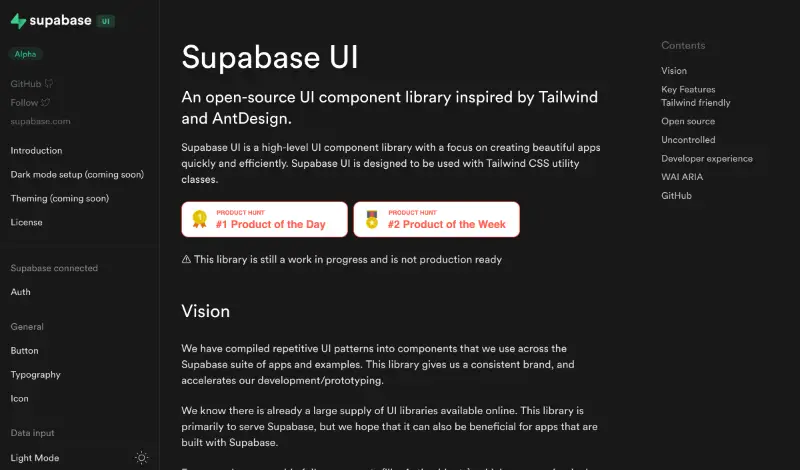 supabase UI
Alpha
GitHub
Follow
supabase.com
Introduction
Dark mode setup (coming soon)
Theming (coming soon)
License
Supabase connected
Auth
General
Button
Typography
Icon
Data input
Light Mode
Supabase UI
An open-source UI component library inspired by Tailwind
and AntDesign.
Supabase UI is a high-level UI component library with a focus on creating beautiful apps
quickly and efficiently. Supabase UI is designed to be used with Tailwind CSS utility
classes.
PRODUCT HUNT
#1 Product of the Day
PRODUCT HUNT
#2 Product of the Week
⚠ This library is still a work in progress and is not production ready
Vision
We have compiled repetitive UI patterns into components that we use across the
Supabase suite of apps and examples. This library gives us a consistent brand, and
accelerates our development/prototyping.
We know there is already a large supply of UI libraries available online. This library is
primarily to serve Supabase, but we hope that it can also be beneficial for apps that are
built with Supabase.
Contents
Vision
Key Features
Tailwind friendly
Open source
Uncontrolled
Developer experience
WAI ARIA
GitHub